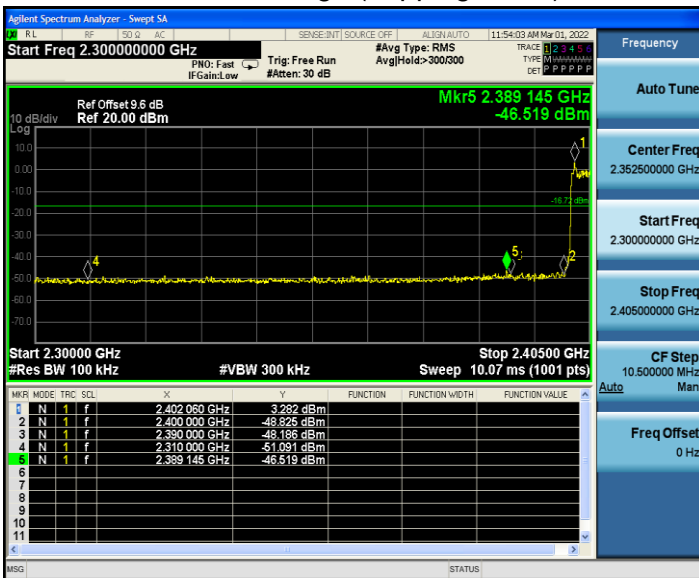 Agilent Spectrum Analyzer - Swept SA
RL RF 50 Ω AC SENSE:INT SOURCE OFF ALIGN AUTO 11:54:03 AM Mar 01, 2022
Start Freq 2.300000000 GHz
PNO: Fast
IFGain:Low
Trig: Free Run
#Atten: 30 dB
#Avg Type: RMS
Avg|Hold:>300/300
TRACE 1 2 3 4 5 6
TYPE M WWWWW
DET P P P P P P
Ref Offset 9.6 dB
10 dB/div Ref 20.00 dBm
Log
Mkr5 2.389 145 GHz
-46.519 dBm
10.0
0.00
-10.0
-20.0
-30.0
-40.0
-50.0
-60.0
-70.0
1
-16.72 dBm
4
5
2
Start 2.30000 GHz Stop 2.40500 GHz
#Res BW 100 kHz #VBW 300 kHz Sweep 10.07 ms (1001 pts)
MKR MODE TRC SCL X Y FUNCTION FUNCTION WIDTH FUNCTION VALUE
1 N 1 f 2.402 060 GHz 3.282 dBm
2 N 1 f 2.400 000 GHz -48.825 dBm
3 N 1 f 2.390 000 GHz -48.186 dBm
4 N 1 f 2.310 000 GHz -51.091 dBm
5 N 1 f 2.389 145 GHz -46.519 dBm
6
7
8
9
10
11
MSG STATUS
Frequency
Auto Tune
Center Freq
2.352500000 GHz
Start Freq
2.300000000 GHz
Stop Freq
2.405000000 GHz
CF Step
10.500000 MHz
Auto Man
Freq Offset
0 Hz